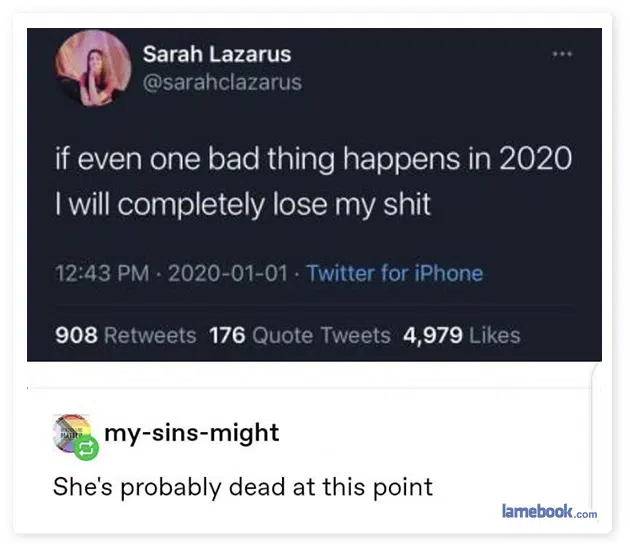 Sarah Lazarus
@sarahclazarus
if even one bad thing happens in 2020
I will completely lose my shit
12:43 PM · 2020-01-01 · Twitter for iPhone
908 Retweets 176 Quote Tweets 4,979 Likes
my-sins-might
She's probably dead at this point
lamebook.com